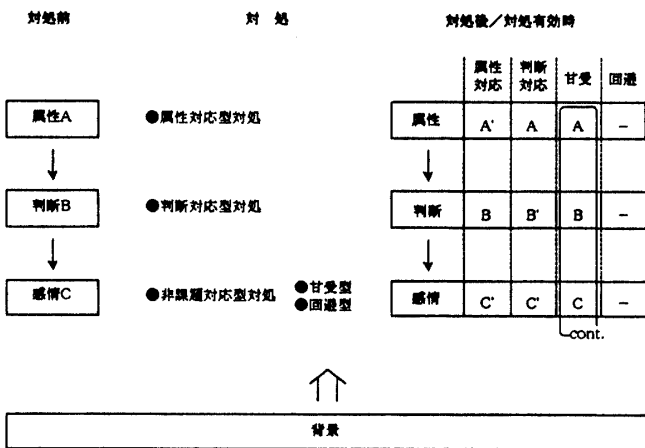 対処前 対 処 対処後／対処有効時
属性対応 判断対応 甘受 回避
属性A ●属性対応型対処 属性 A' A A –
判断B ●判断対応型対処 判断 B B' B –
感情C ●非課題対応型対処 ●甘受型 ●回避型 感情 C' C' C –
cont.
背景